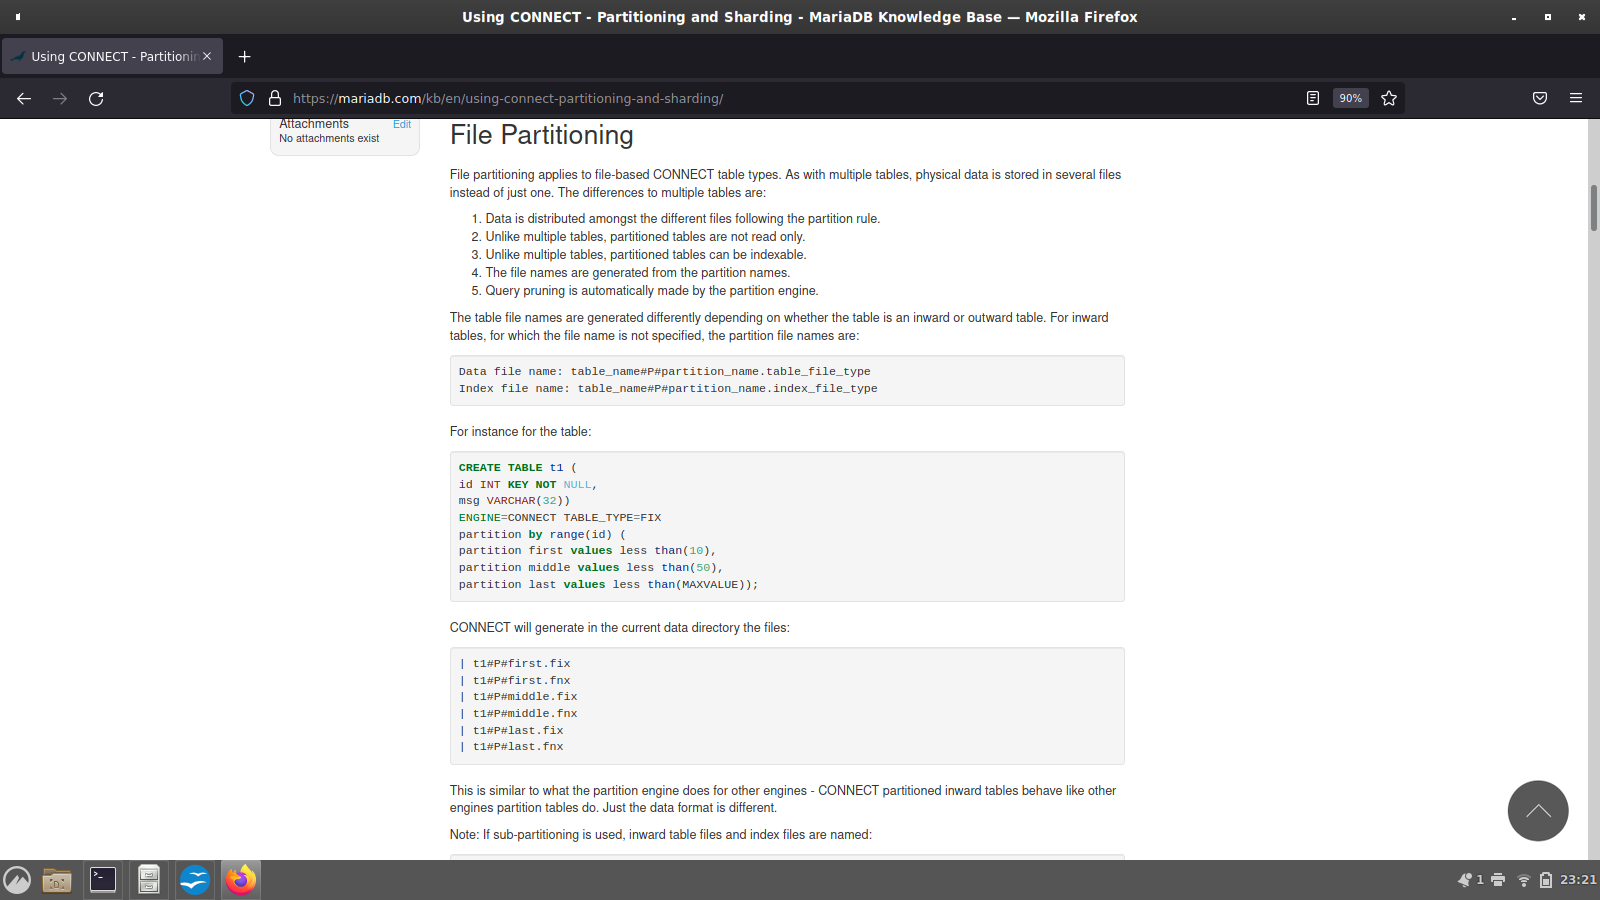 Using CONNECT - Partitioning and Sharding - MariaDB Knowledge Base — Mozilla Firefox
Using CONNECT - Partitionin
https://mariadb.com/kb/en/using-connect-partitioning-and-sharding/
90%
Attachments
Edit
No attachments exist
File Partitioning
File partitioning applies to file-based CONNECT table types. As with multiple tables, physical data is stored in several files
instead of just one. The differences to multiple tables are:
1. Data is distributed amongst the different files following the partition rule.
2. Unlike multiple tables, partitioned tables are not read only.
3. Unlike multiple tables, partitioned tables can be indexable.
4. The file names are generated from the partition names.
5. Query pruning is automatically made by the partition engine.
The table file names are generated differently depending on whether the table is an inward or outward table. For inward
tables, for which the file name is not specified, the partition file names are:
Data file name: table_name#P#partition_name.table_file_type
Index file name: table_name#P#partition_name.index_file_type
For instance for the table:
CREATE TABLE t1 (
id INT KEY NOT NULL,
msg VARCHAR(32))
ENGINE=CONNECT TABLE_TYPE=FIX
partition by range(id) (
partition first values less than(10),
partition middle values less than(50),
partition last values less than(MAXVALUE));
CONNECT will generate in the current data directory the files:
| t1#P#first.fix
| t1#P#first.fnx
| t1#P#middle.fix
| t1#P#middle.fnx
| t1#P#last.fix
| t1#P#last.fnx
This is similar to what the partition engine does for other engines - CONNECT partitioned inward tables behave like other
engines partition tables do. Just the data format is different.
Note: If sub-partitioning is used, inward table files and index files are named:
1
23:21